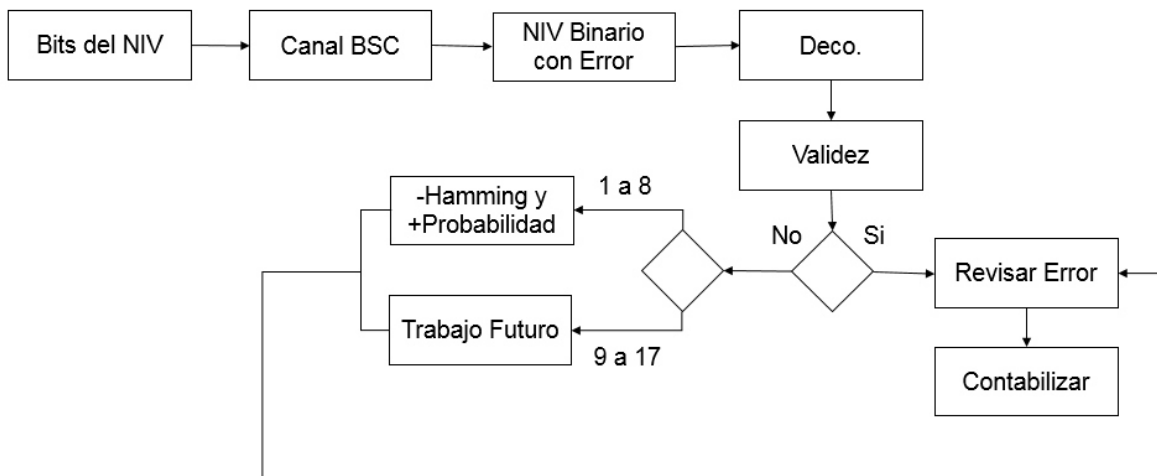 Bits del NIV
Canal BSC
NIV Binario
con Error
Deco.
Validez
No
Si
1 a 8
-Hamming y
+Probabilidad
Trabajo Futuro
9 a 17
Revisar Error
Contabilizar